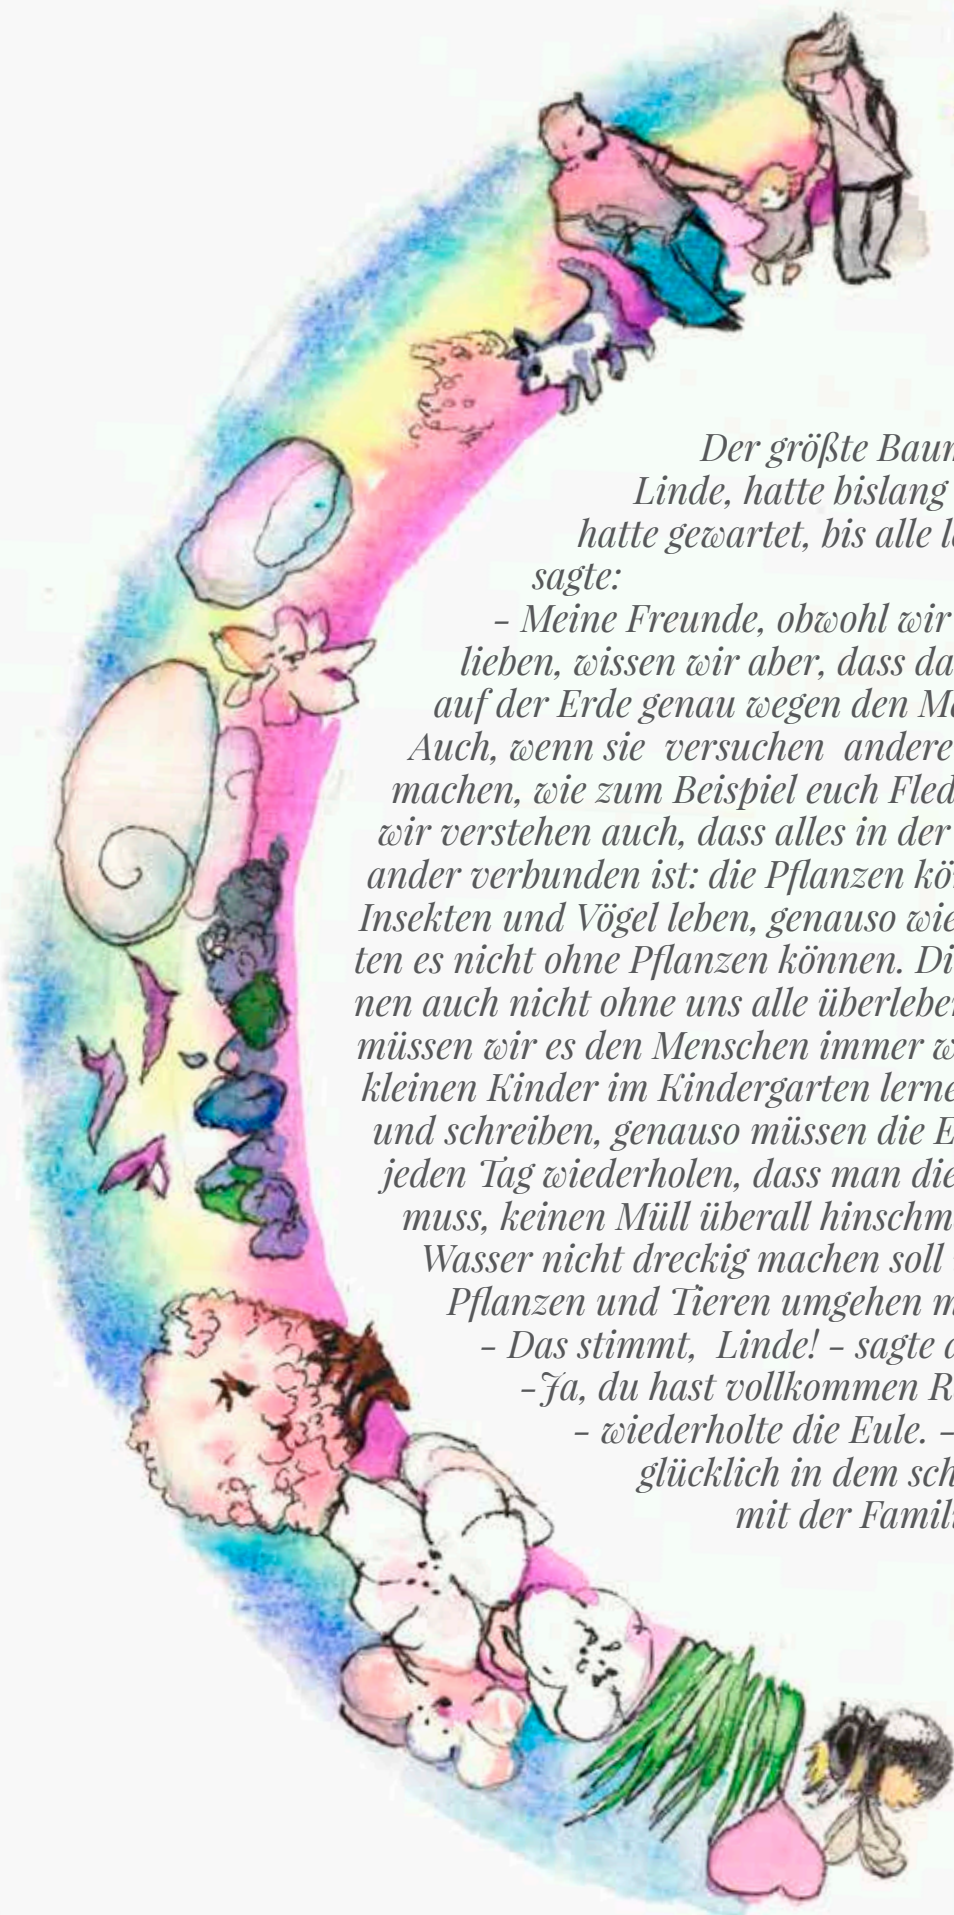 Der größte Baum
Linde, hatte bislang
hatte gewartet, bis alle le
sagte:
– Meine Freunde, obwohl wir
lieben, wissen wir aber, dass da
auf der Erde genau wegen den Me
Auch, wenn sie versuchen andere
machen, wie zum Beispiel euch Fled
wir verstehen auch, dass alles in der
ander verbunden ist: die Pflanzen kön
Insekten und Vögel leben, genauso wie
ten es nicht ohne Pflanzen können. Di
nen auch nicht ohne uns alle überleben
müssen wir es den Menschen immer w
kleinen Kinder im Kindergarten lerne
und schreiben, genauso müssen die E
jeden Tag wiederholen, dass man die
muss, keinen Müll überall hinschm
Wasser nicht dreckig machen soll
Pflanzen und Tieren umgehen m
– Das stimmt, Linde! – sagte d
–Ja, du hast vollkommen R
– wiederholte die Eule. –
glücklich in dem sch
mit der Famili